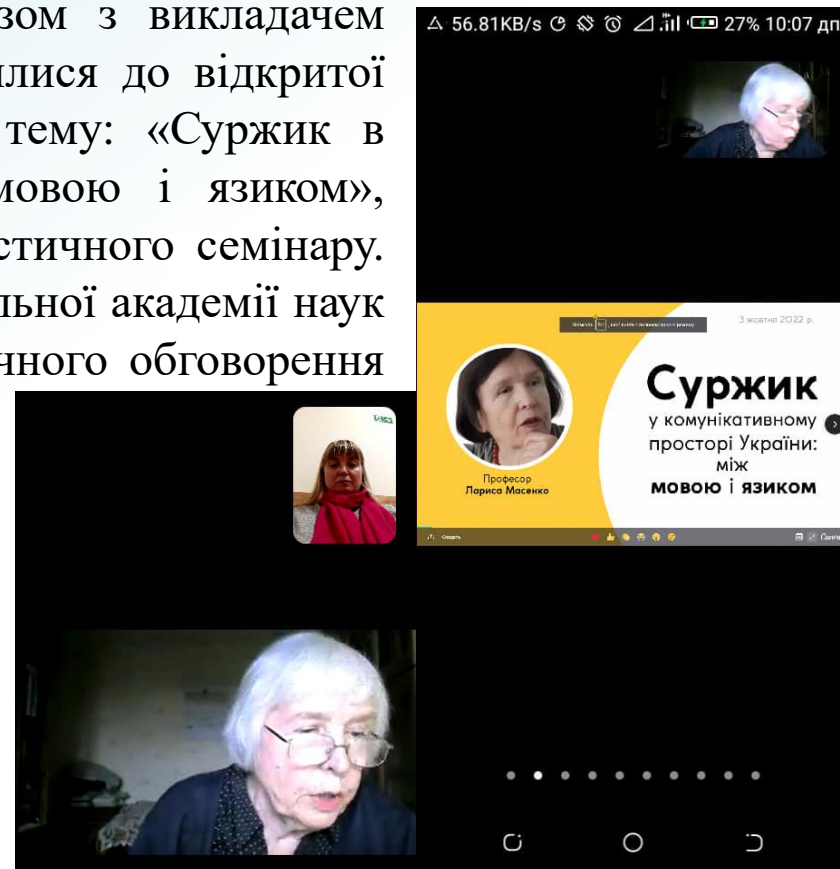 зом з викладачем
лися до відкритої
тему: «Суржик в
мовою і язиком»,
стичного семінару.
льної академії наук
чного обговорення
56.81KB/s 27% 10:07 дп
3 жовтня 2022 р.
Суржик
у комунікативному
просторі України:
між
мовою і язиком
Професор
Лариса Масенко